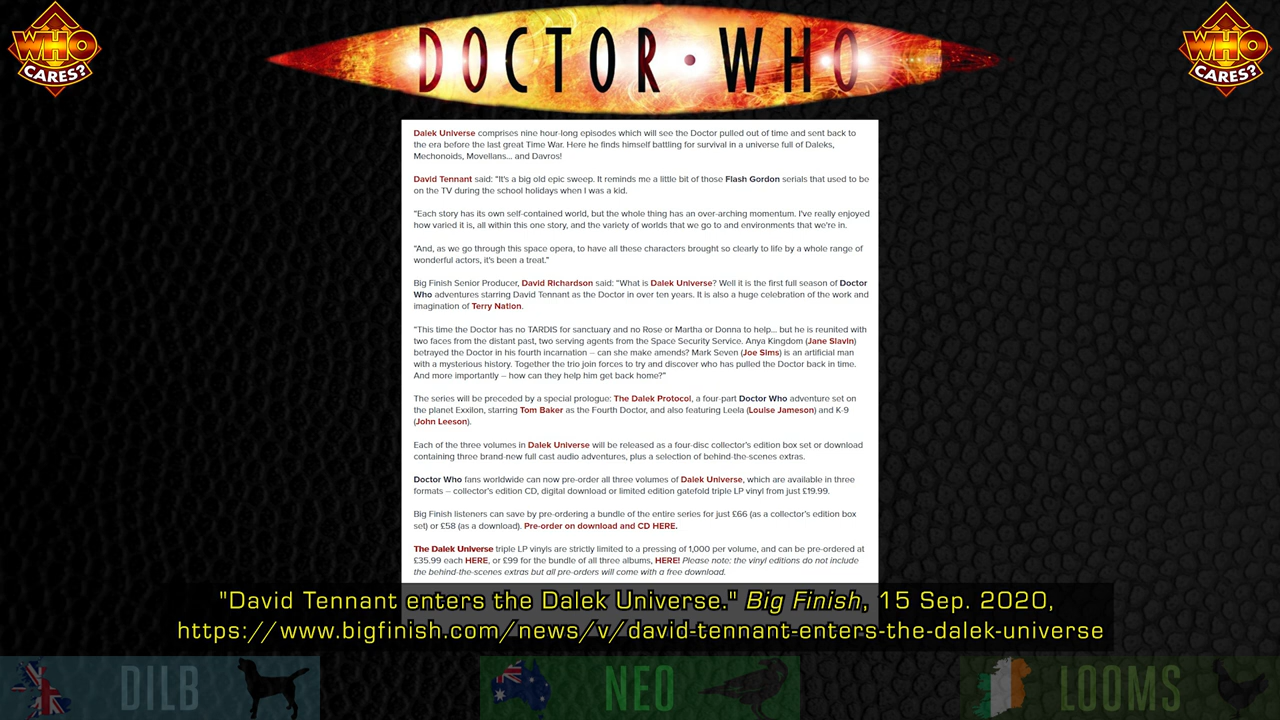 WHO
CARES?
DOCTOR WHO
WHO
CARES?
Dalek Universe comprises nine hour-long episodes which will see the Doctor pulled out of time and sent back to
the era before the last great Time War. Here he finds himself battling for survival in a universe full of Daleks,
Mechonoids, Movellans... and Davros!
David Tennant said: "It's a big old epic sweep. It reminds me a little bit of those Flash Gordon serials that used to be
on the TV during the school holidays when I was a kid.
"Each story has its own self-contained world, but the whole thing has an over-arching momentum. I've really enjoyed
how varied it is, all within this one story, and the variety of worlds that we go to and environments that we're in.
"And, as we go through this space opera, to have all these characters brought so clearly to life by a whole range of
wonderful actors, it's been a treat."
Big Finish Senior Producer, David Richardson said: "What is Dalek Universe? Well it is the first full season of Doctor
Who adventures starring David Tennant as the Doctor in over ten years. It is also a huge celebration of the work and
imagination of Terry Nation.
"This time the Doctor has no TARDIS for sanctuary and no Rose or Martha or Donna to help... but he is reunited with
two faces from the distant past, two serving agents from the Space Security Service. Anya Kingdom (Jane Slavin)
betrayed the Doctor in his fourth incarnation – can she make amends? Mark Seven (Joe Sims) is an artificial man
with a mysterious history. Together the trio join forces to try and discover who has pulled the Doctor back in time.
And more importantly – how can they help him get back home?"
The series will be preceded by a special prologue: The Dalek Protocol, a four-part Doctor Who adventure set on
the planet Exxilon, starring Tom Baker as the Fourth Doctor, and also featuring Leela (Louise Jameson) and K-9
(John Leeson).
Each of the three volumes in Dalek Universe will be released as a four-disc collector's edition box set or download
containing three brand-new full cast audio adventures, plus a selection of behind-the-scenes extras.
Doctor Who fans worldwide can now pre-order all three volumes of Dalek Universe, which are available in three
formats – collector's edition CD, digital download or limited edition gatefold triple LP vinyl from just £19.99.
Big Finish listeners can save by pre-ordering a bundle of the entire series for just £66 (as a collector's edition box
set) or £58 (as a download). Pre-order on download and CD HERE.
The Dalek Universe triple LP vinyls are strictly limited to a pressing of 1,000 per volume, and can be pre-ordered at
£35.99 each HERE, or £99 for the bundle of all three albums, HERE! Please note: the vinyl editions do not include
the behind-the-scenes extras but all pre-orders will come with a free download.
"David Tennant enters the Dalek Universe." Big Finish, 15 Sep. 2020,
https://www.bigfinish.com/news/v/david-tennant-enters-the-dalek-universe
DILB
NEO
LOOMS